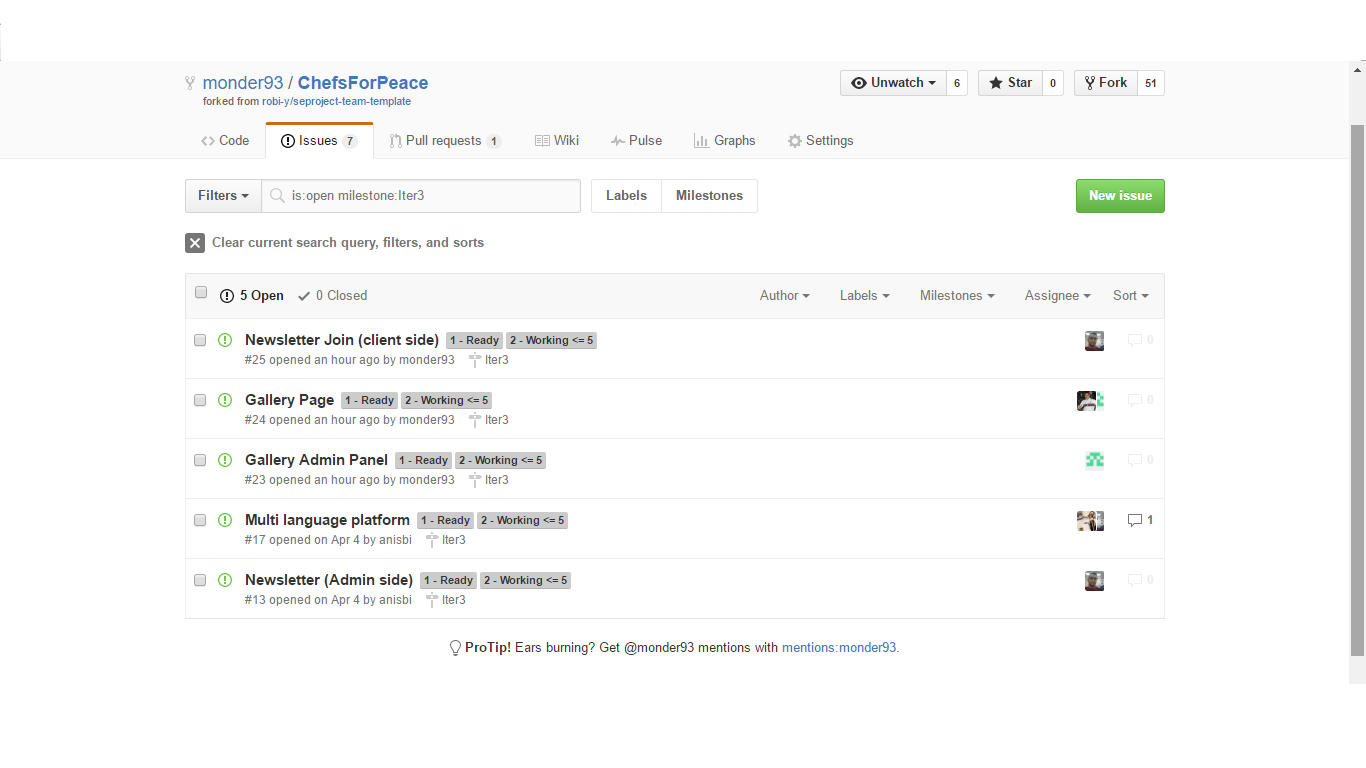 monder93 / ChefsForPeace Unwatch 6 Star 0 Fork 51
forked from robi-y/seproject-team-template
Code Issues 7 Pull requests 1 Wiki Pulse Graphs Settings
Filters is:open milestone:Iter3 Labels Milestones New issue
Clear current search query, filters, and sorts
5 Open 0 Closed Author Labels Milestones Assignee Sort
Newsletter Join (client side) 1 - Ready 2 - Working <= 5 0
#25 opened an hour ago by monder93 Iter3
Gallery Page 1 - Ready 2 - Working <= 5 0
#24 opened an hour ago by monder93 Iter3
Gallery Admin Panel 1 - Ready 2 - Working <= 5 0
#23 opened an hour ago by monder93 Iter3
Multi language platform 1 - Ready 2 - Working <= 5 1
#17 opened on Apr 4 by anisbi Iter3
Newsletter (Admin side) 1 - Ready 2 - Working <= 5 0
#13 opened on Apr 4 by anisbi Iter3
ProTip! Ears burning? Get @monder93 mentions with mentions:monder93.